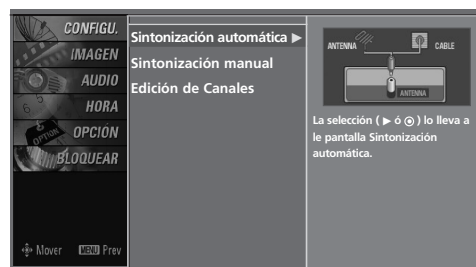 CONFIGU.
IMAGEN
AUDIO
HORA
OPCIÓN
BLOQUEAR
Mover MENU Prev
Sintonización automática ▶
Sintonización manual
Edición de Canales
ANTENNA CABLE
ANTENNA
La selección ( ▶ ó ⊙ ) lo lleva a
le pantalla Sintonización
automática.